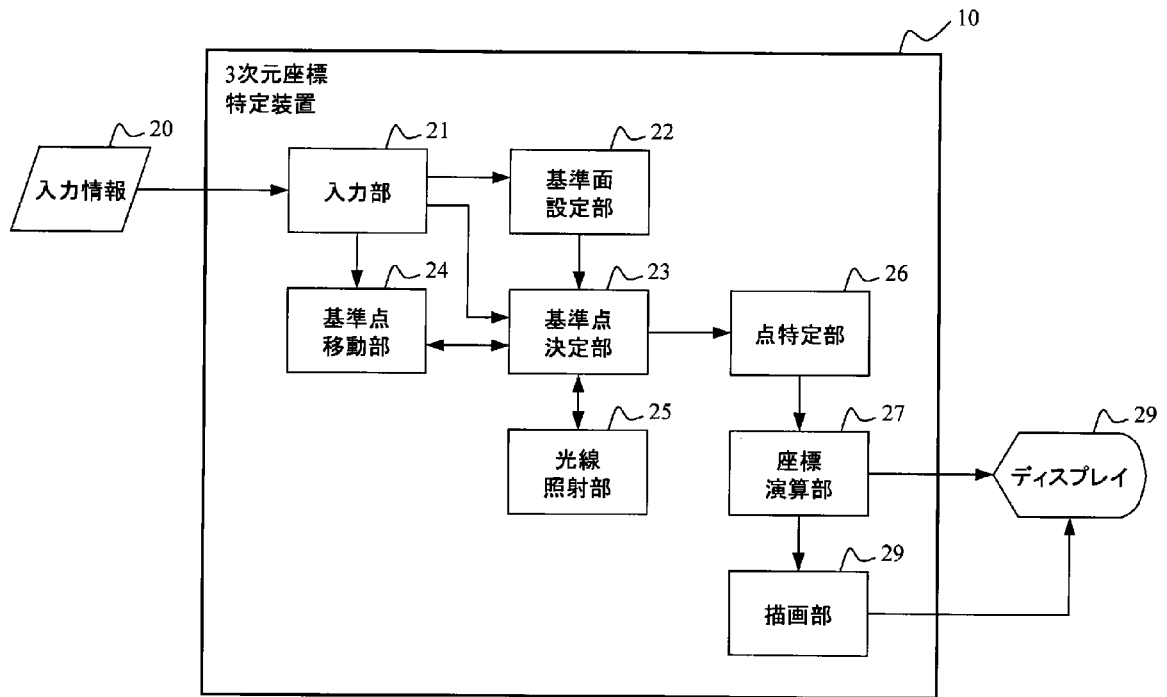 10
3次元座標
特定装置
20
入力情報
21
入力部
22
基準面
設定部
24
基準点
移動部
23
基準点
決定部
26
点特定部
25
光線
照射部
27
座標
演算部
29
ディスプレイ
29
描画部